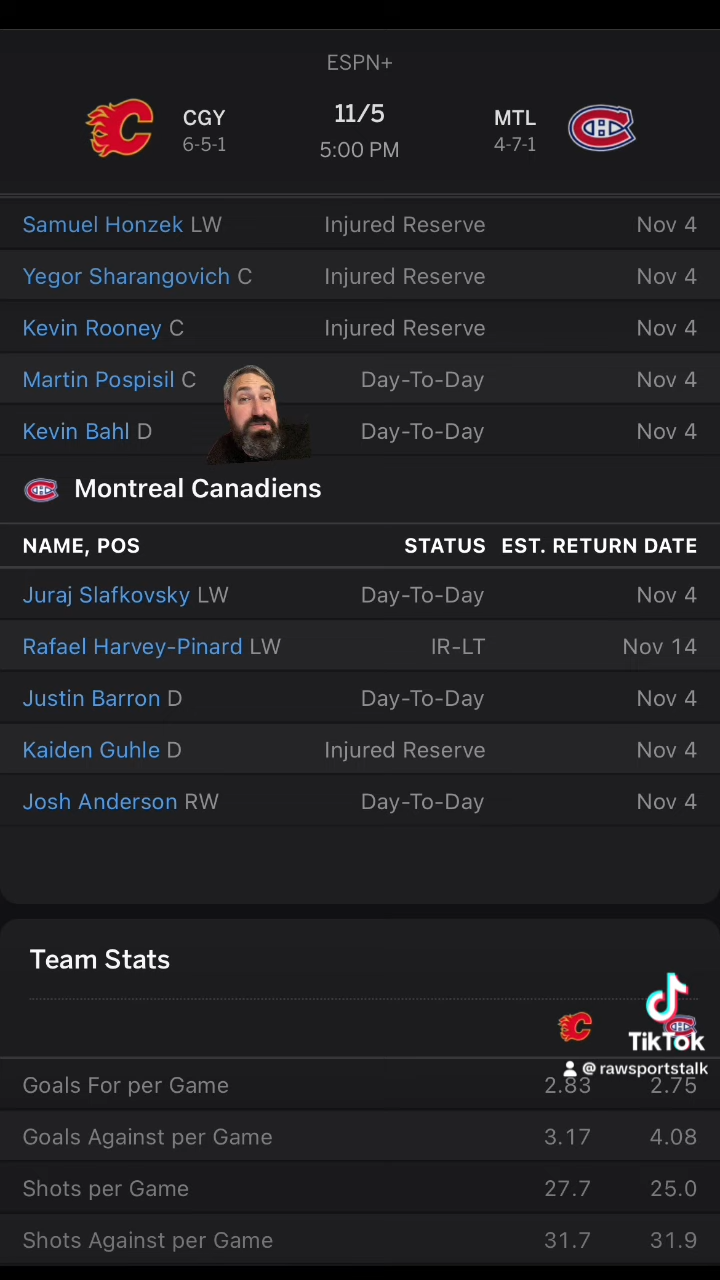 ESPN+
CGY 11/5 MTL
6-5-1 5:00 PM 4-7-1
Samuel Honzek LW Injured Reserve Nov 4
Yegor Sharangovich C Injured Reserve Nov 4
Kevin Rooney C Injured Reserve Nov 4
Martin Pospisil C Day-To-Day Nov 4
Kevin Bahl D Day-To-Day Nov 4
Montreal Canadiens
NAME, POS STATUS EST. RETURN DATE
Juraj Slafkovsky LW Day-To-Day Nov 4
Rafael Harvey-Pinard LW IR-LT Nov 14
Justin Barron D Day-To-Day Nov 4
Kaiden Guhle D Injured Reserve Nov 4
Josh Anderson RW Day-To-Day Nov 4
Team Stats
TikTok
@rawsportstalk
Goals For per Game 2.83 2.75
Goals Against per Game 3.17 4.08
Shots per Game 27.7 25.0
Shots Against per Game 31.7 31.9